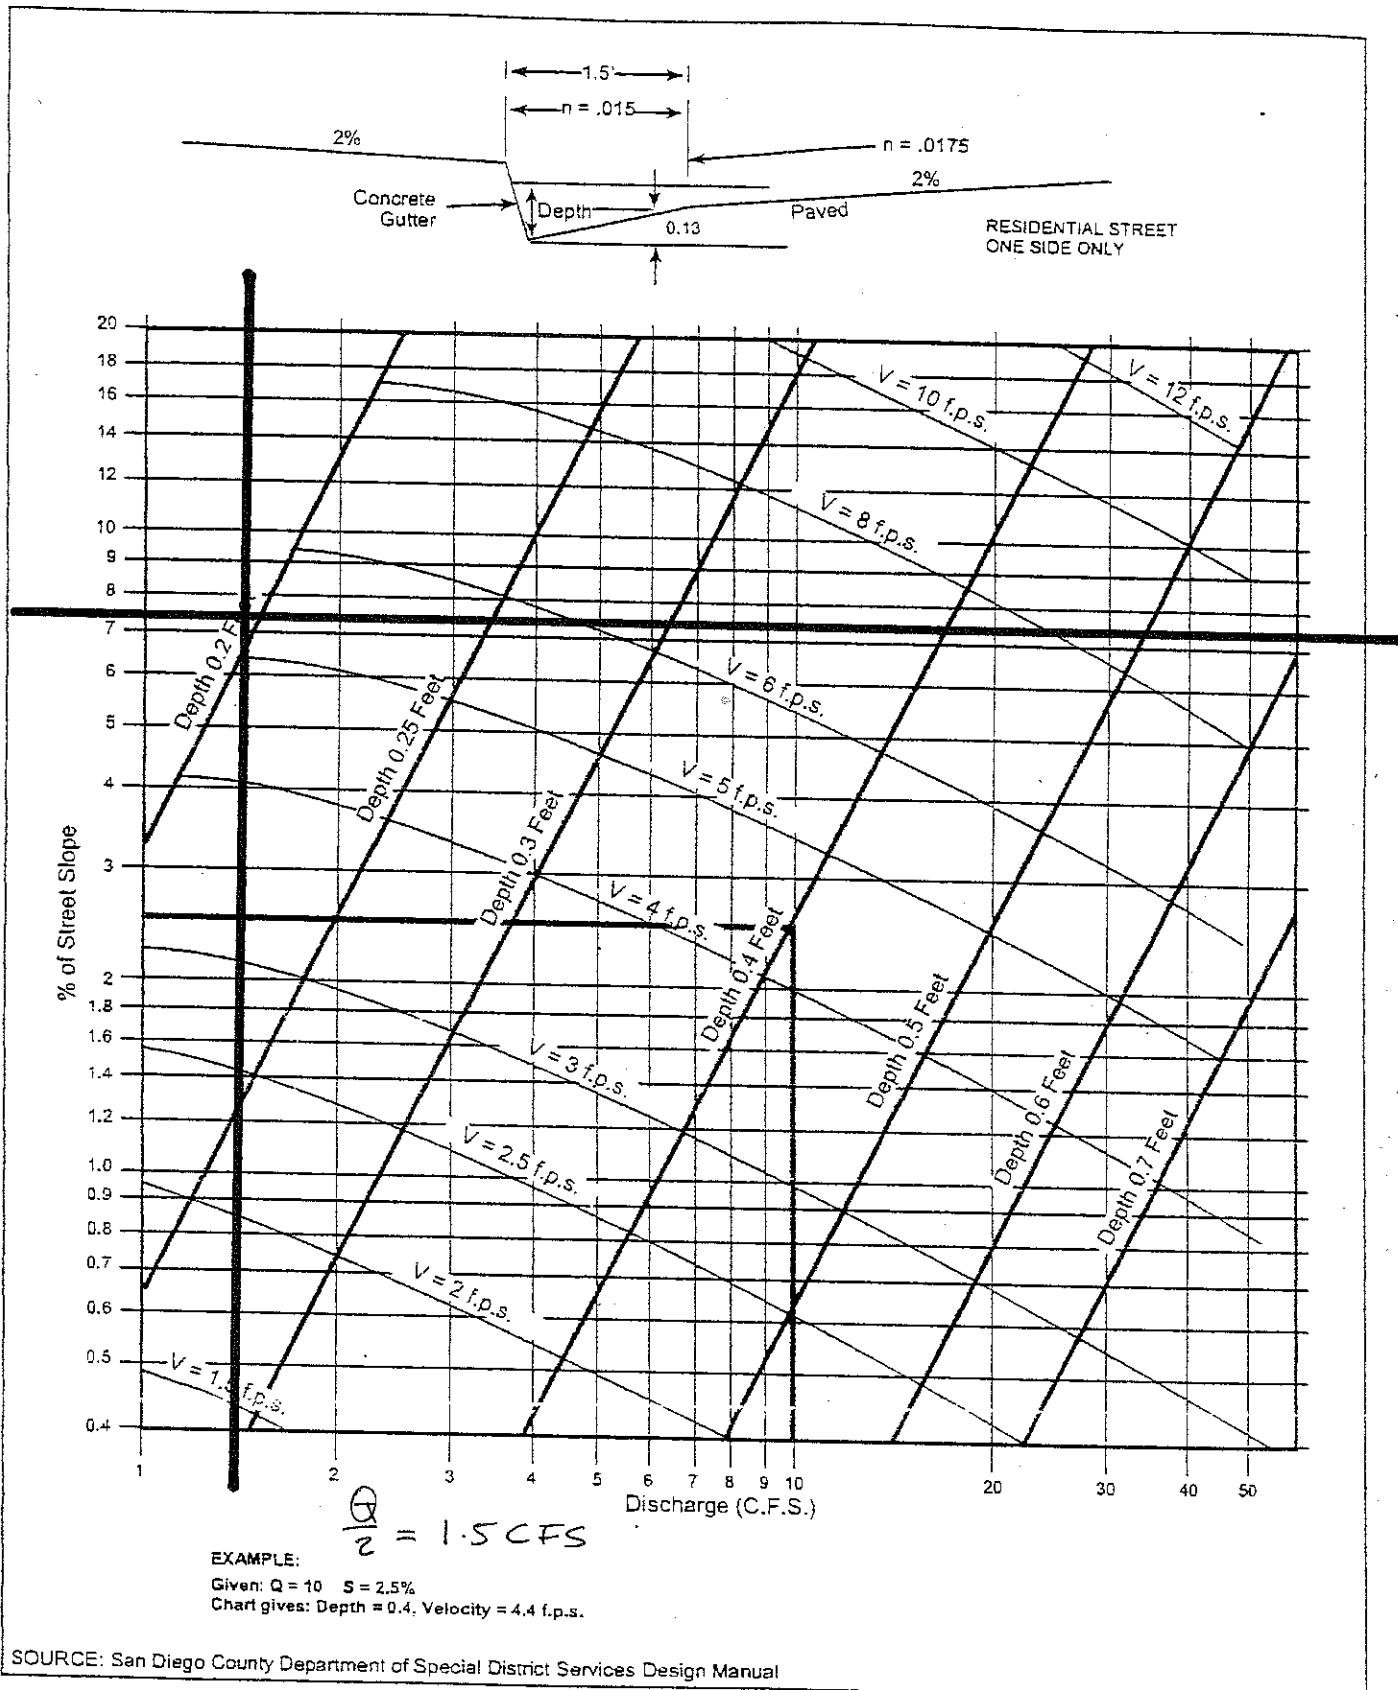 1.5'
n = .015
2%
n = .0175
2%
Concrete
Gutter
Depth
0.13
Paved
RESIDENTIAL STREET
ONE SIDE ONLY
20
18
16
14
12
10
9
8
7
6
5
4
3
2
1.8
1.6
1.4
1.2
1.0
0.9
0.8
0.7
0.6
0.5
0.4
% of Street Slope
V = 10 f.p.s.
V = 12 f.p.s.
V = 8 f.p.s.
V = 6 f.p.s.
V = 5 f.p.s.
V = 4 f.p.s.
V = 3 f.p.s.
V = 2.5 f.p.s.
V = 2 f.p.s.
V = 1.5 f.p.s.
Depth 0.2 F
Depth 0.25 Feet
Depth 0.3 Feet
Depth 0.4 Feet
Depth 0.5 Feet
Depth 0.6 Feet
Depth 0.7 Feet
1 2 3 4 5 6 7 8 9 10 20 30 40 50
Discharge (C.F.S.)
Q/2 = 1.5 CFS
EXAMPLE:
Given: Q = 10 S = 2.5%
Chart gives: Depth = 0.4, Velocity = 4.4 f.p.s.
SOURCE: San Diego County Department of Special District Services Design Manual